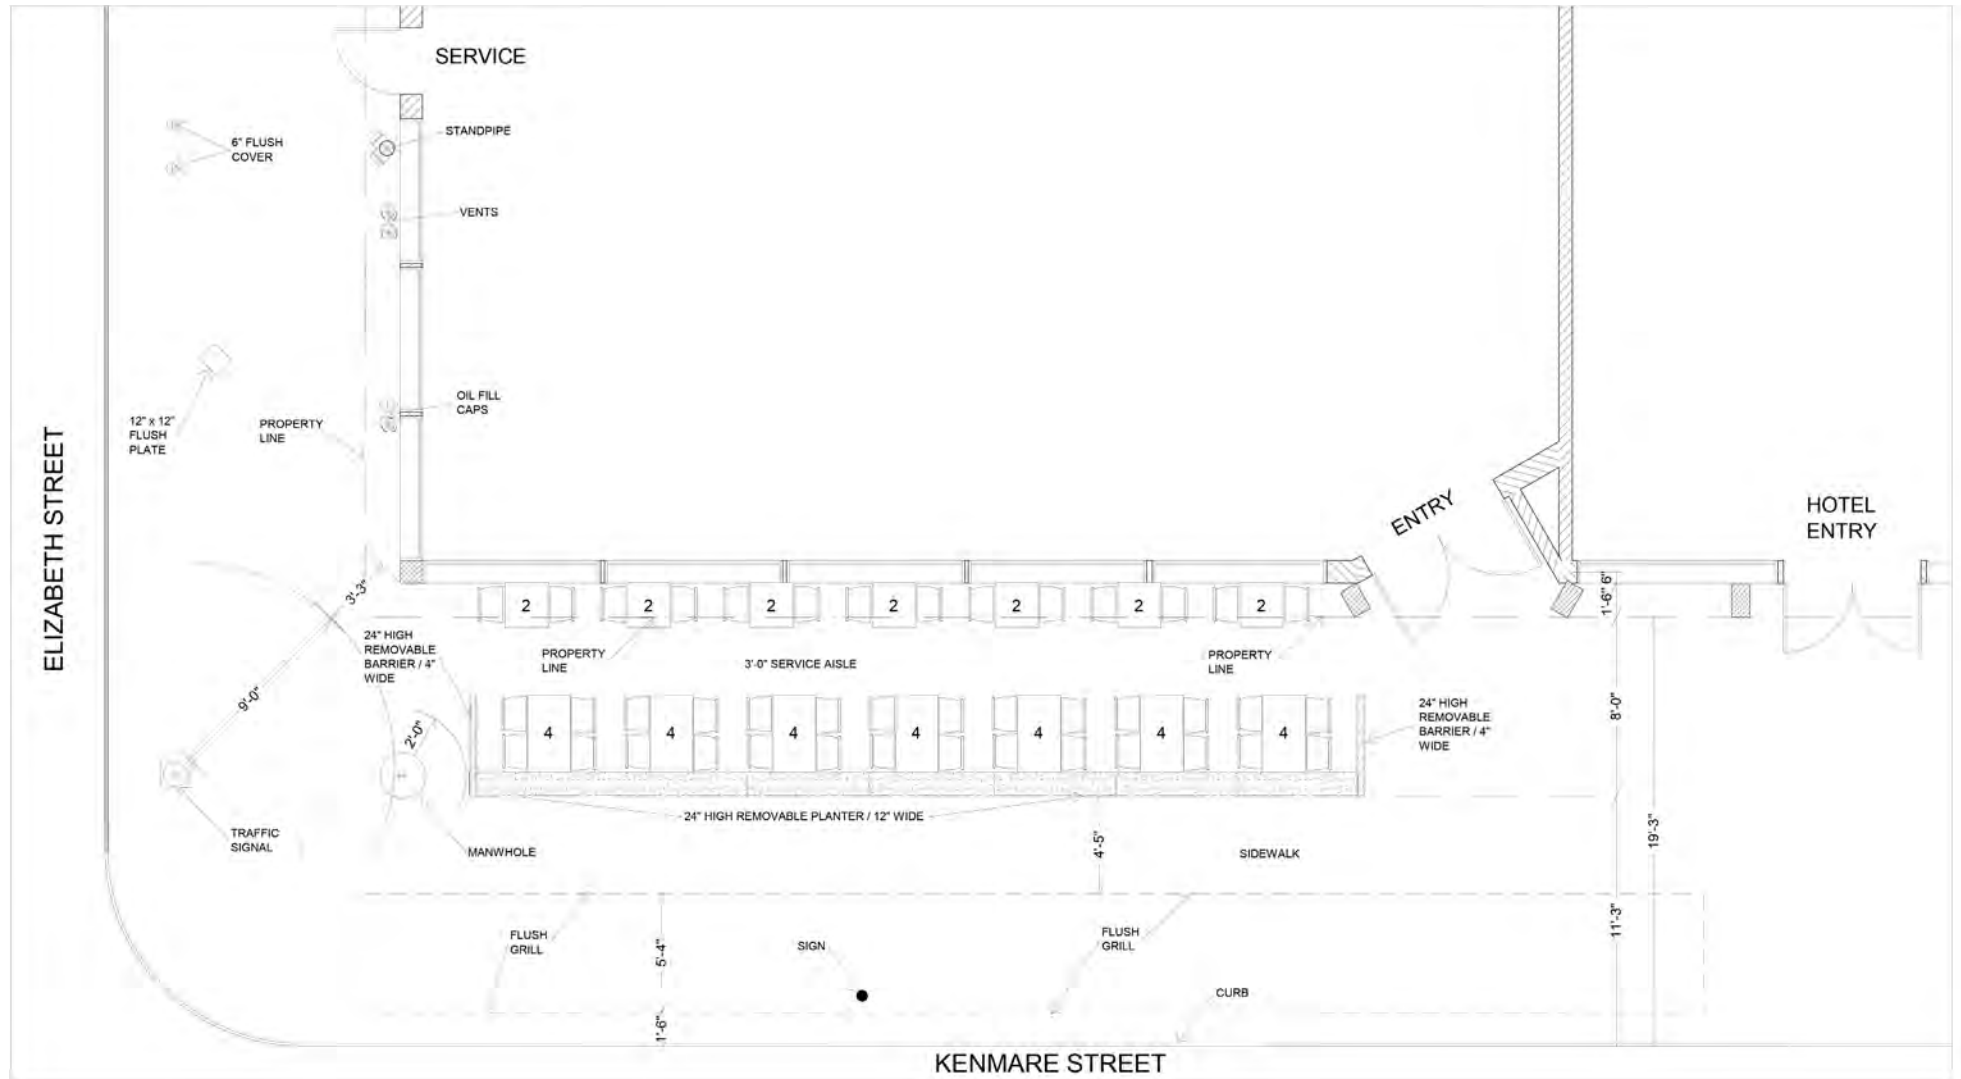 SERVICE
STANDPIPE
6" FLUSH
COVER
VENTS
OIL FILL
CAPS
12" x 12"
FLUSH
PLATE
PROPERTY
LINE
ELIZABETH STREET
ENTRY
HOTEL
ENTRY
3'-3"
2
2
2
2
2
2
2
1'-6"
24" HIGH
REMOVABLE
BARRIER / 4"
WIDE
PROPERTY
LINE
3'-0" SERVICE AISLE
PROPERTY
LINE
9'-0"
2'-0"
4
4
4
4
4
4
4
24" HIGH
REMOVABLE
BARRIER / 4"
WIDE
8'-0"
24" HIGH REMOVABLE PLANTER / 12" WIDE
TRAFFIC
SIGNAL
MANWHOLE
4'-5"
SIDEWALK
19'-3"
FLUSH
GRILL
5'-4"
SIGN
FLUSH
GRILL
11'-3"
CURB
1'-6"
KENMARE STREET